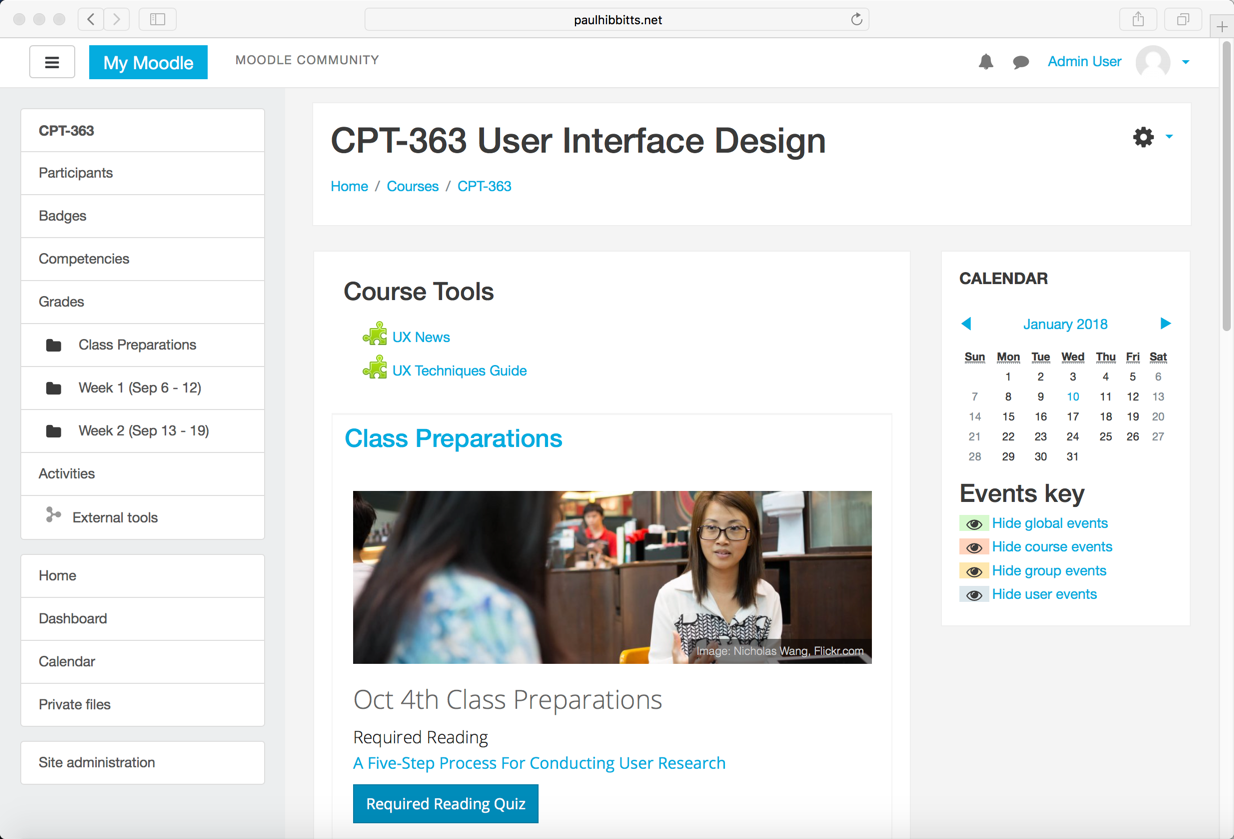 paulhibbitts.net
My Moodle
MOODLE COMMUNITY
Admin User
CPT-363
Participants
Badges
Competencies
Grades
Class Preparations
Week 1 (Sep 6 - 12)
Week 2 (Sep 13 - 19)
Activities
External tools
Home
Dashboard
Calendar
Private files
Site administration
CPT-363 User Interface Design
Home / Courses / CPT-363
Course Tools
UX News
UX Techniques Guide
Class Preparations
Image: Nicholas Wang, Flickr.com
Oct 4th Class Preparations
Required Reading
A Five-Step Process For Conducting User Research
Required Reading Quiz
CALENDAR
January 2018
Sun Mon Tue Wed Thu Fri Sat
1 2 3 4 5 6
7 8 9 10 11 12 13
14 15 16 17 18 19 20
21 22 23 24 25 26 27
28 29 30 31
Events key
Hide global events
Hide course events
Hide group events
Hide user events